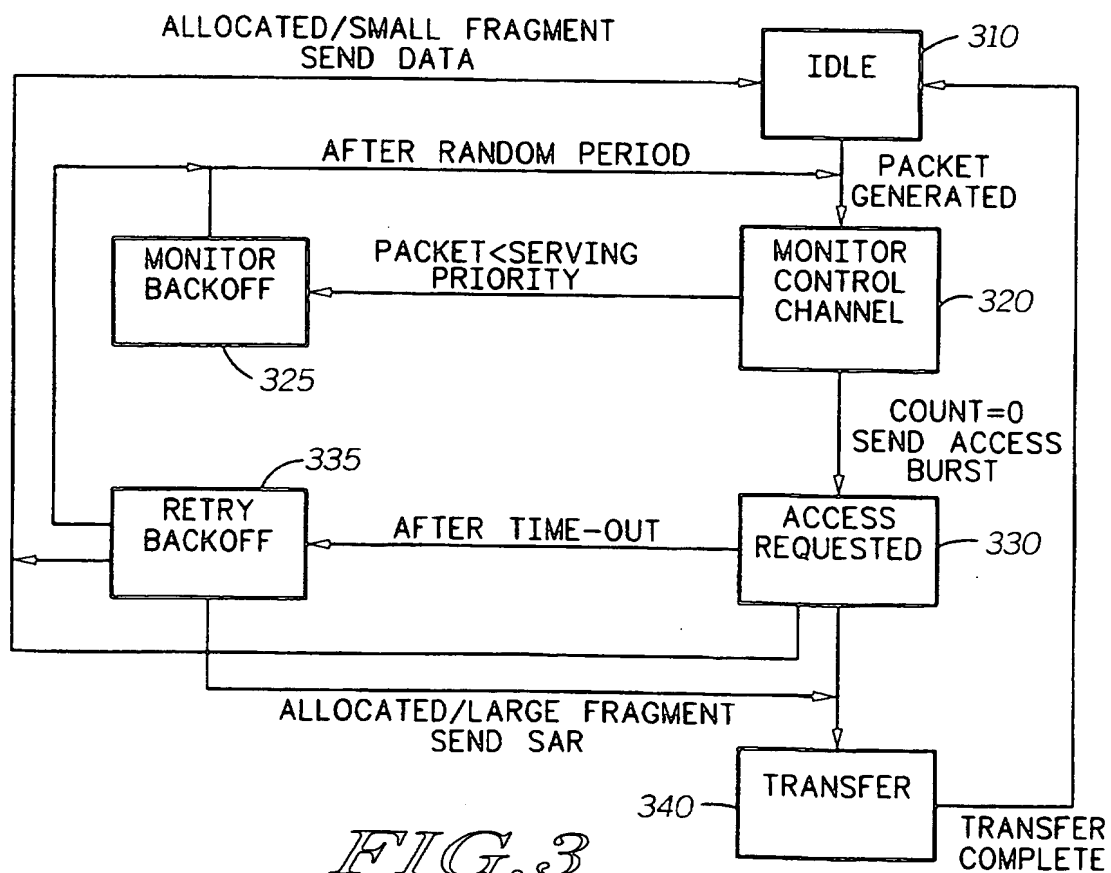 ALLOCATED/SMALL FRAGMENT
SEND DATA
310
IDLE
AFTER RANDOM PERIOD
PACKET
GENERATED
MONITOR
BACKOFF
325
PACKET<SERVING
PRIORITY
MONITOR
CONTROL
CHANNEL
320
COUNT=0
SEND ACCESS
BURST
335
RETRY
BACKOFF
AFTER TIME-OUT
ACCESS
REQUESTED
330
ALLOCATED/LARGE FRAGMENT
SEND SAR
TRANSFER
340
TRANSFER
COMPLETE
FIG.3